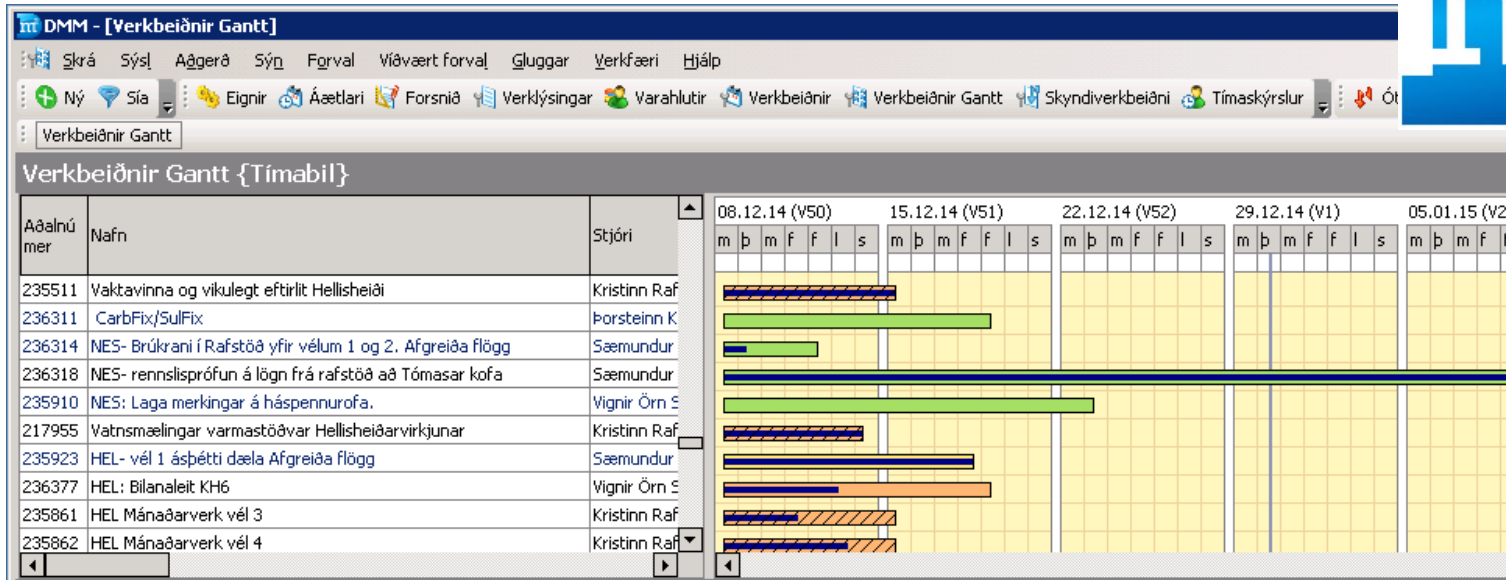 DMM - [Verkbeiðnir Gantt]
Skrá Sýsl Aðgerð Sýn Forval Víðvært forval Gluggar Verkfæri Hjálp
Ný Sía Eignir Áætlari Forsnið Verklýsingar Varahlutir Verkbeiðnir Verkbeiðnir Gantt Skyndiverkbeiðni Tímaskýrslur
Verkbeiðnir Gantt
Verkbeiðnir Gantt {Tímabil}
Aðalnú
mer Nafn Stjóri
08.12.14 (V50) 15.12.14 (V51) 22.12.14 (V52) 29.12.14 (V1) 05.01.15 (V2
m þ m f f l s m þ m f f l s m þ m f f l s m þ m f f l s m þ m f
235511 Vaktavinna og vikulegt eftirlit Hellisheiði Kristinn Raf
236311 CarbFix/SulFix Þorsteinn K
236314 NES- Brúkrani í Rafstöð yfir vélum 1 og 2. Afgreiða flögg Sæmundur
236318 NES- rennslisprófun á lögn frá rafstöð að Tómasar kofa Sæmundur
235910 NES: Laga merkingar á háspennurofa. Vignir Örn S
217955 Vatnsmælingar varmastöðvar Hellisheiðarvirkjunar Kristinn Raf
235923 HEL- vél 1 ásþétti dæla Afgreiða flögg Sæmundur
236377 HEL: Bilanaleit KH6 Vignir Örn S
235861 HEL Mánaðarverk vél 3 Kristinn Raf
235862 HEL Mánaðarverk vél 4 Kristinn Raf